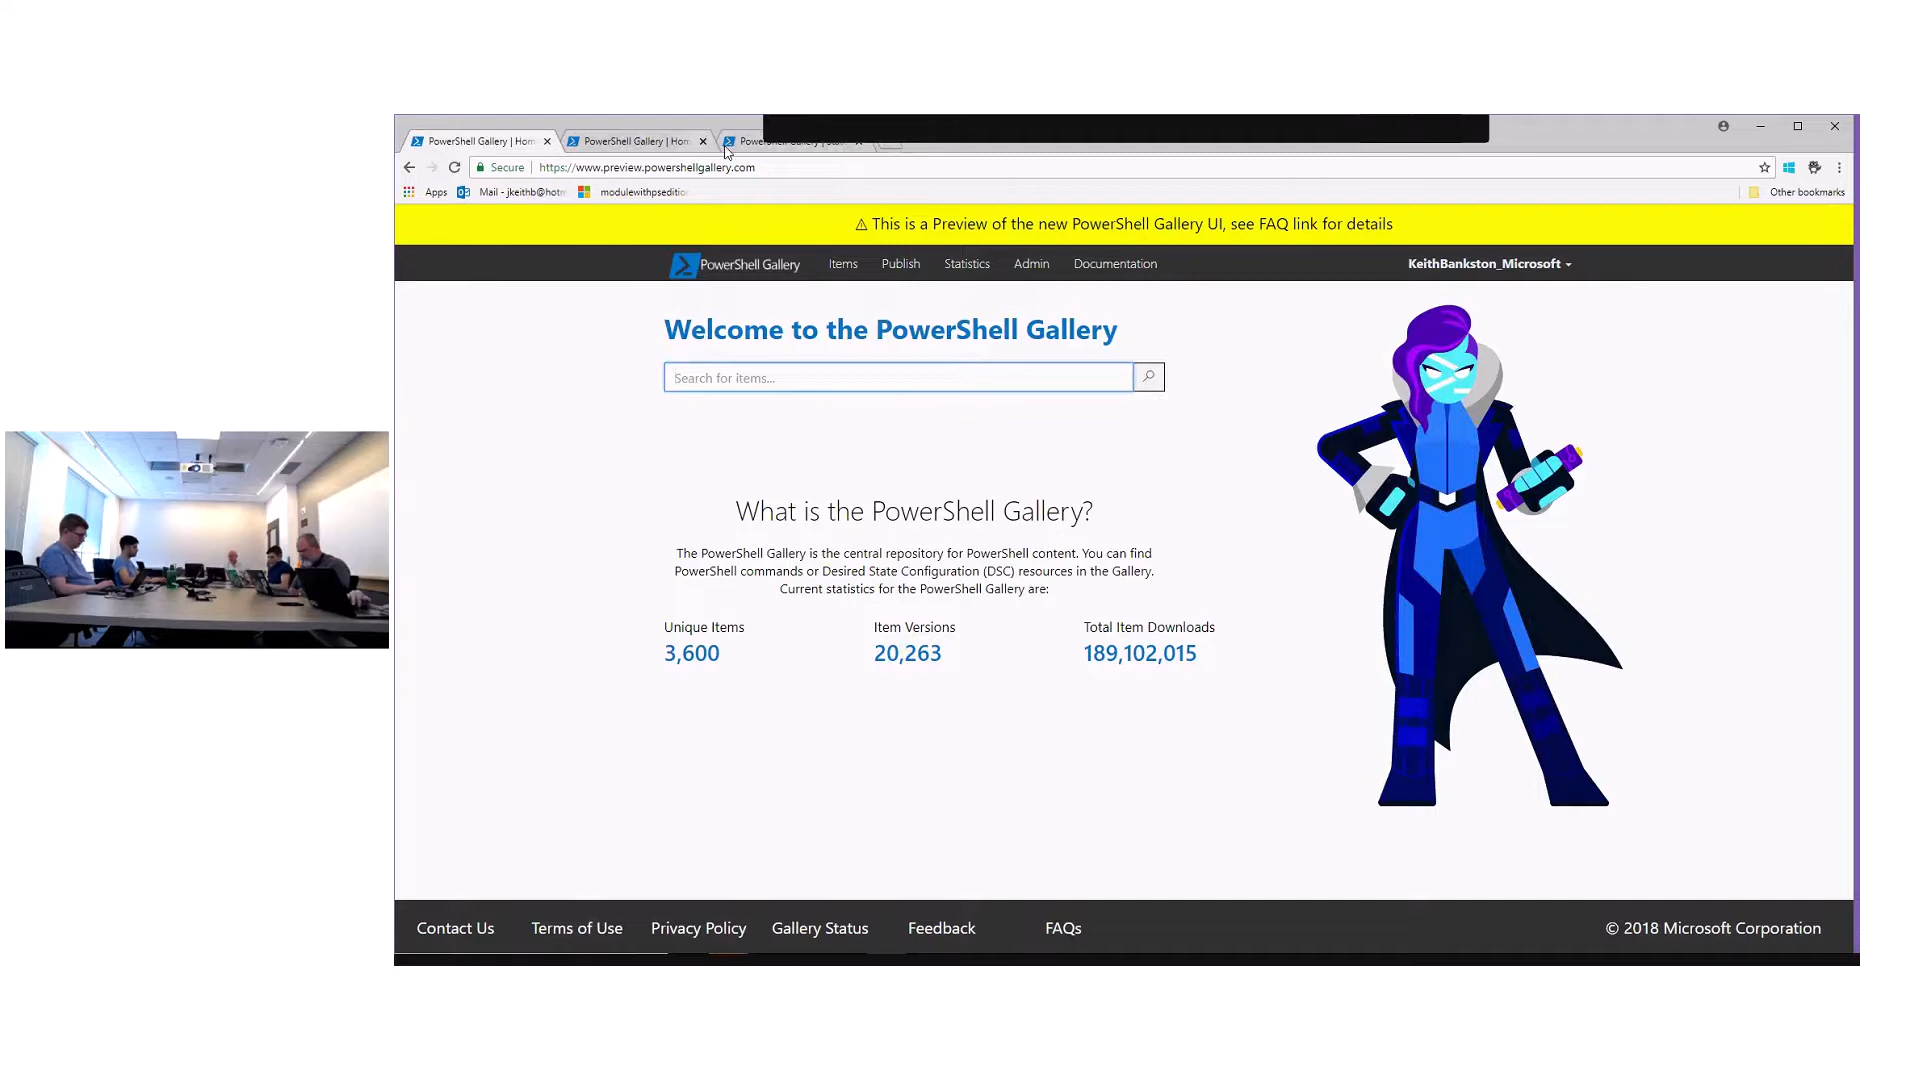 PowerShell Gallery | Hom
PowerShell Gallery | Hom
Secure
https://www.preview.powershellgallery.com
Apps
Mail - jkeithb@hotm
modulewithpseditio
Other bookmarks
⚠ This is a Preview of the new PowerShell Gallery UI, see FAQ link for details
PowerShell Gallery
Items
Publish
Statistics
Admin
Documentation
KeithBankston_Microsoft
Welcome to the PowerShell Gallery
Search for items...
What is the PowerShell Gallery?
The PowerShell Gallery is the central repository for PowerShell content. You can find
PowerShell commands or Desired State Configuration (DSC) resources in the Gallery.
Current statistics for the PowerShell Gallery are:
Unique Items
Item Versions
Total Item Downloads
3,600
20,263
189,102,015
Contact Us
Terms of Use
Privacy Policy
Gallery Status
Feedback
FAQs
© 2018 Microsoft Corporation